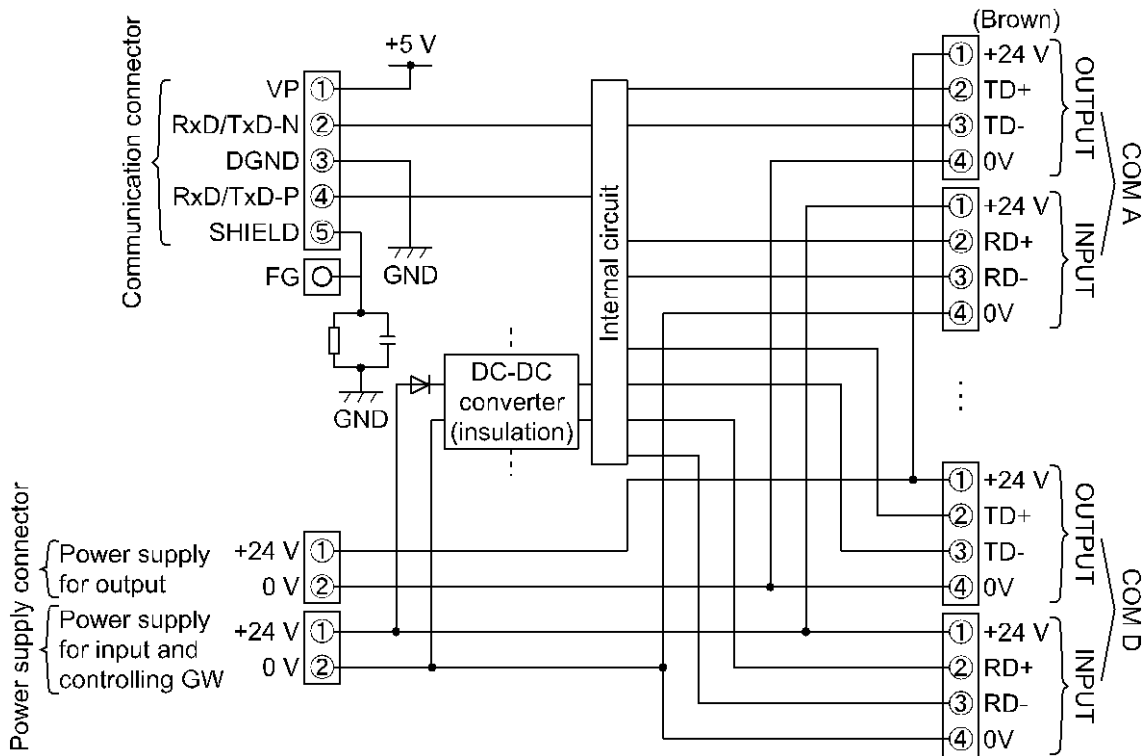 Communication connector
+5 V
VP ①
RxD/TxD-N ②
DGND ③
RxD/TxD-P ④
SHIELD ⑤
FG
GND
GND
DC-DC
converter
(insulation)
Internal circuit
Power supply connector
Power supply
for output
+24 V ①
0 V ②
Power supply
for input and
controlling GW
+24 V ①
0 V ②
(Brown)
① +24 V
② TD+
③ TD-
④ 0V
OUTPUT
① +24 V
② RD+
③ RD-
④ 0V
INPUT
COM A
⋮
① +24 V
② TD+
③ TD-
④ 0V
OUTPUT
① +24 V
② RD+
③ RD-
④ 0V
INPUT
COM D